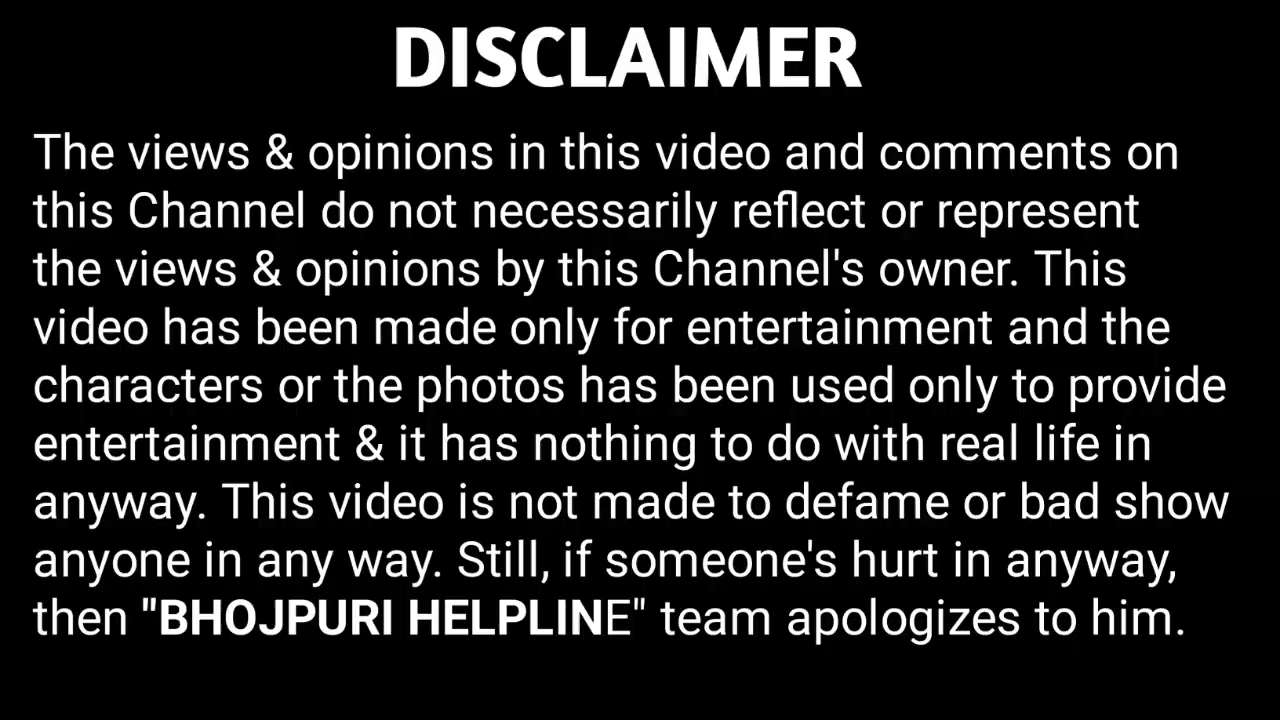 DISCLAIMER
The views & opinions in this video and comments on
this Channel do not necessarily reflect or represent
the views & opinions by this Channel's owner. This
video has been made only for entertainment and the
characters or the photos has been used only to provide
entertainment & it has nothing to do with real life in
anyway. This video is not made to defame or bad show
anyone in any way. Still, if someone's hurt in anyway,
then "BHOJPURI HELPLINE" team apologizes to him.